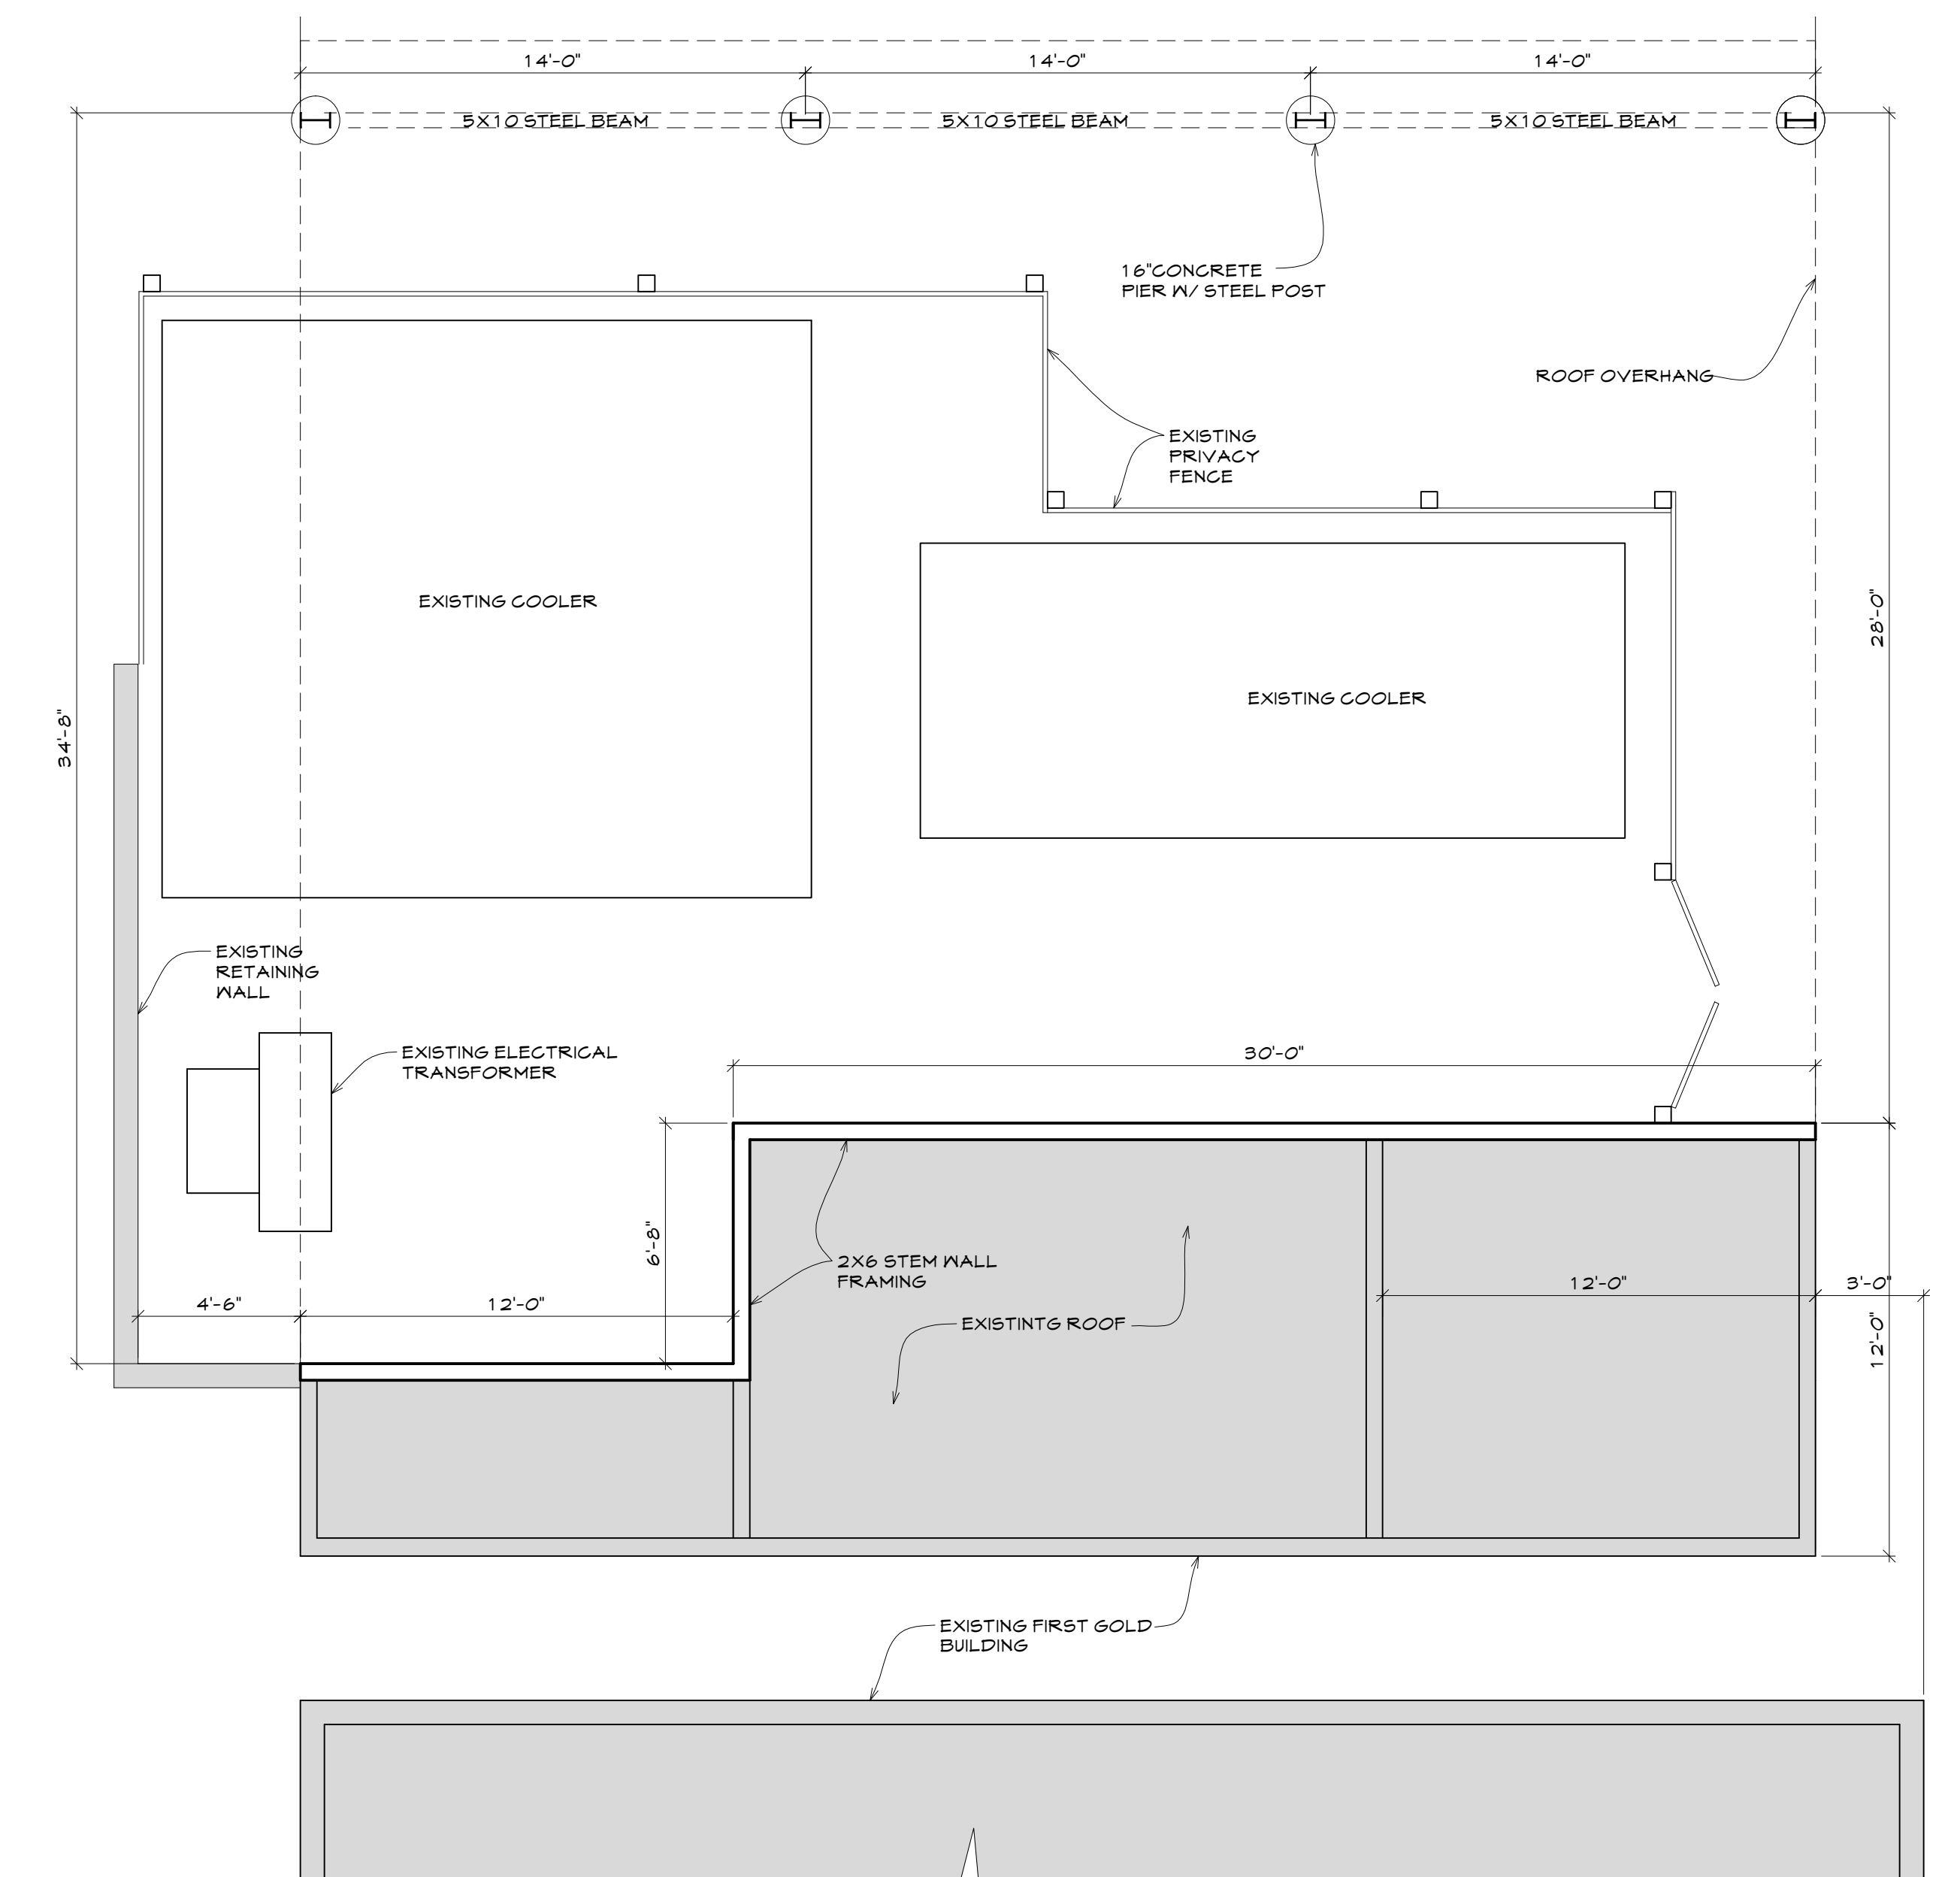 14'-0" 14'-0" 14'-0"
5X10 STEEL BEAM 5X10 STEEL BEAM 5X10 STEEL BEAM
16"CONCRETE
PIER W/ STEEL POST
ROOF OVERHANG
EXISTING
PRIVACY
FENCE
EXISTING COOLER
28'-0"
EXISTING COOLER
34'-8"
EXISTING
RETAINING
WALL
EXISTING ELECTRICAL
TRANSFORMER
30'-0"
6'-8"
2X6 STEM WALL
FRAMING
12'-0" 3'-0"
4'-6" 12'-0"
EXISTINTG ROOF
12'-0"
EXISTING FIRST GOLD
BUILDING